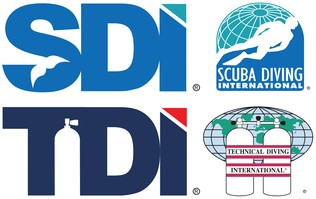 SDI®
SCUBA DIVING
INTERNATIONAL®
TDI®
TECHNICAL DIVING
INTERNATIONAL®